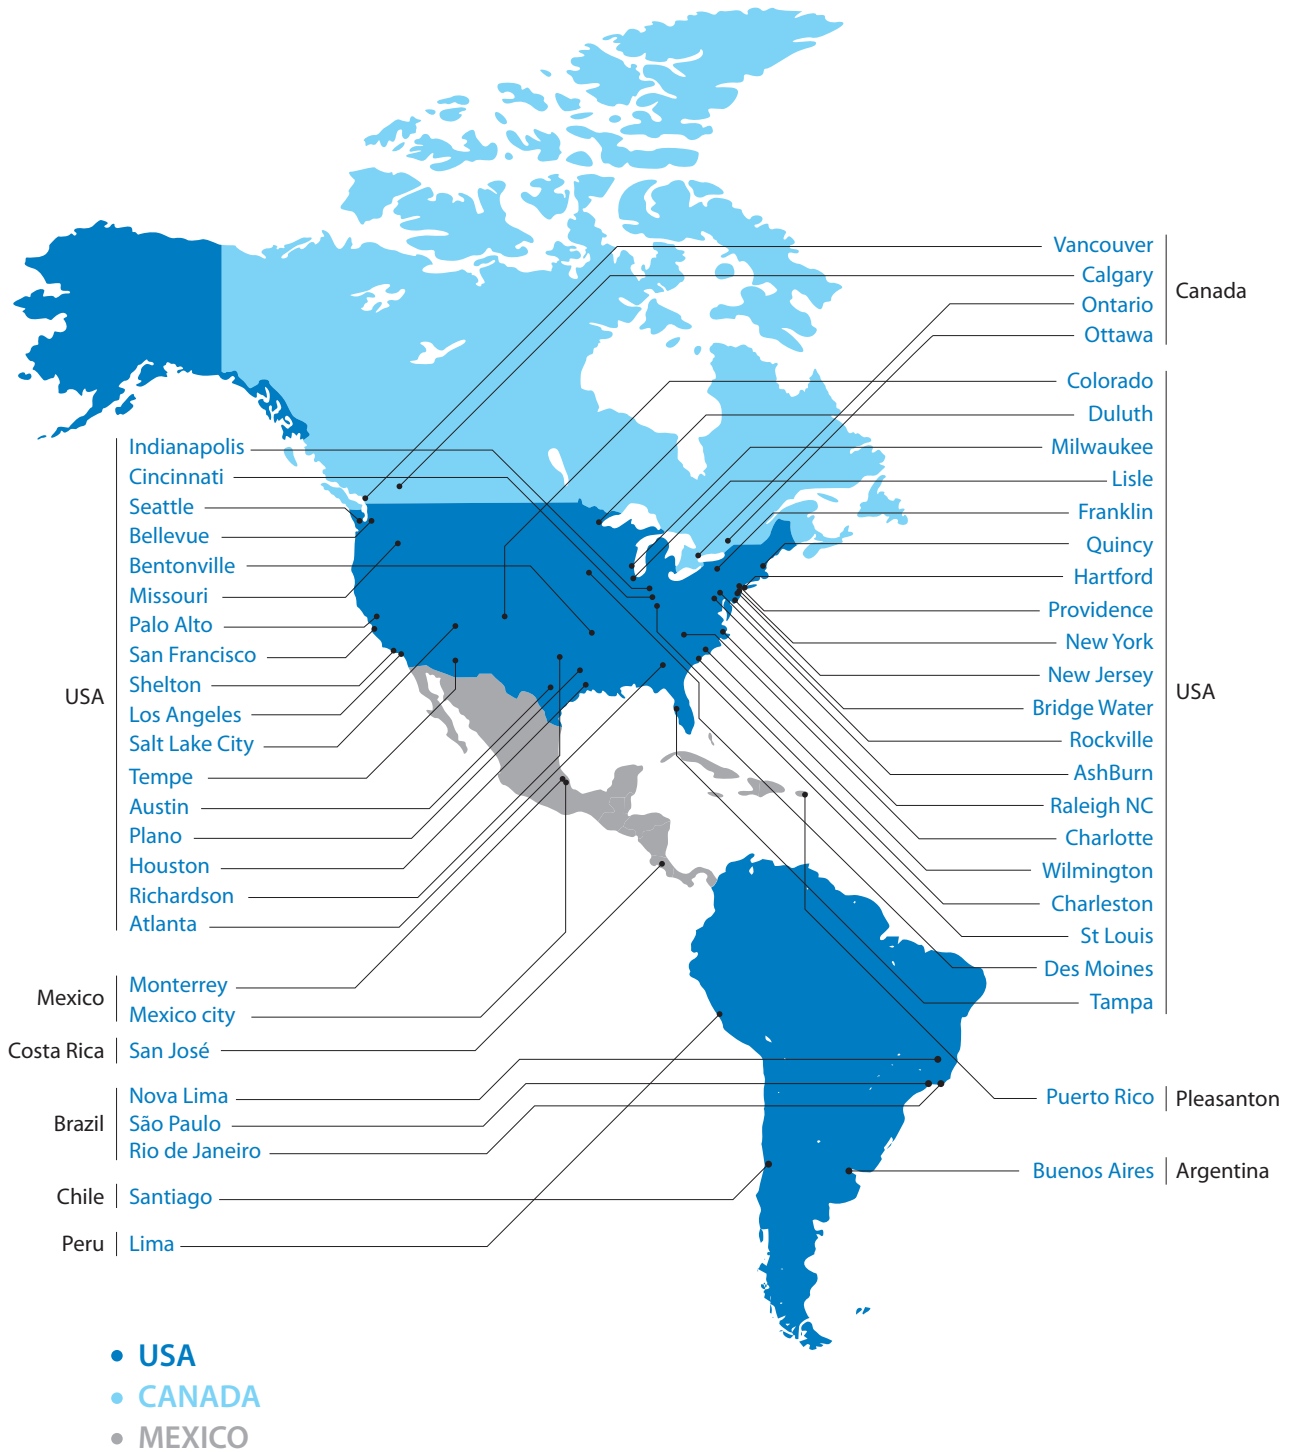 Vancouver
Calgary
Ontario
Ottawa
Canada
Colorado
Duluth
Milwaukee
Lisle
Franklin
Quincy
Hartford
Providence
New York
New Jersey
Bridge Water
Rockville
AshBurn
Raleigh NC
Charlotte
Wilmington
Charleston
St Louis
Des Moines
Tampa
USA
Puerto Rico
Pleasanton
Buenos Aires
Argentina
USA
Indianapolis
Cincinnati
Seattle
Bellevue
Bentonville
Missouri
Palo Alto
San Francisco
Shelton
Los Angeles
Salt Lake City
Tempe
Austin
Plano
Houston
Richardson
Atlanta
Mexico
Monterrey
Mexico city
Costa Rica
San José
Brazil
Nova Lima
São Paulo
Rio de Janeiro
Chile
Santiago
Peru
Lima
USA
CANADA
MEXICO